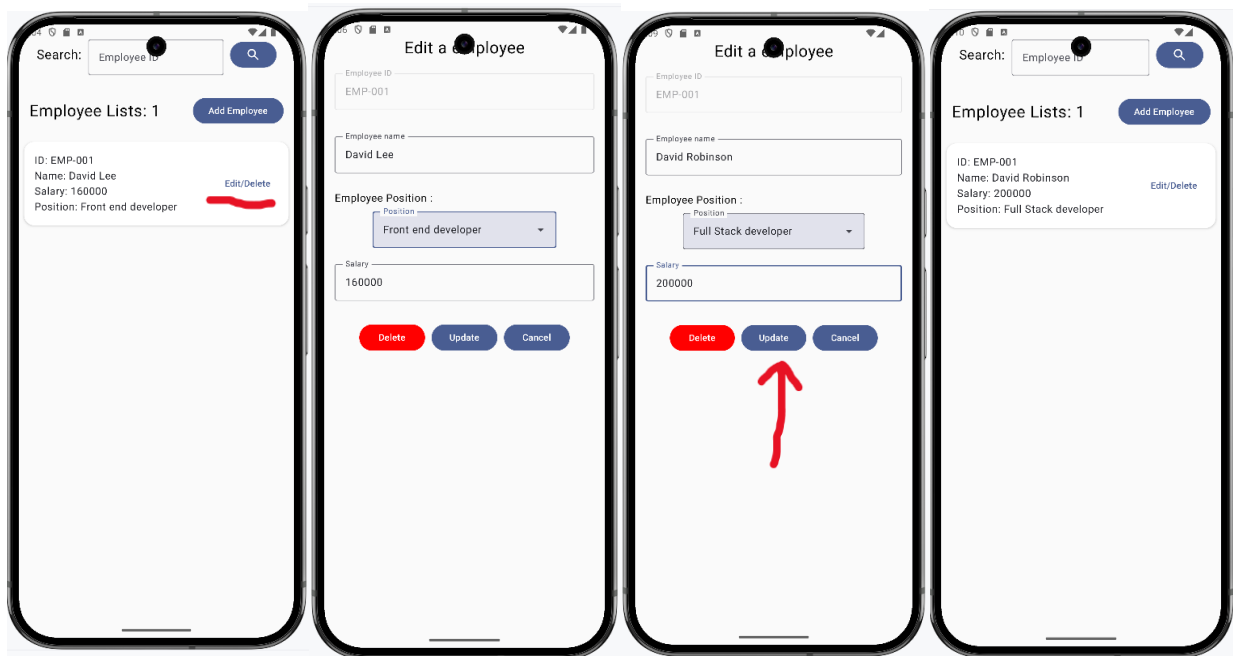 04
Search:
Employee ID
Employee Lists: 1
Add Employee
ID: EMP-001
Name: David Lee
Salary: 160000
Position: Front end developer
Edit/Delete
06
Edit a employee
Employee ID
EMP-001
Employee name
David Lee
Employee Position :
Position
Front end developer
Salary
160000
Delete
Update
Cancel
09
Edit a employee
Employee ID
EMP-001
Employee name
David Robinson
Employee Position :
Position
Full Stack developer
Salary
200000
Delete
Update
Cancel
10
Search:
Employee ID
Employee Lists: 1
Add Employee
ID: EMP-001
Name: David Robinson
Salary: 200000
Position: Full Stack developer
Edit/Delete